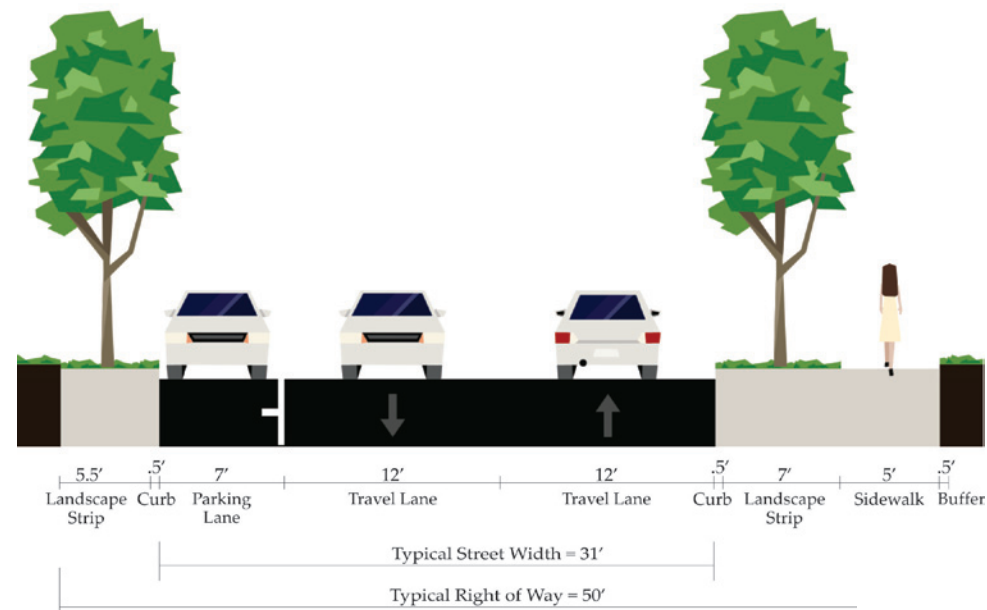 5.5′ .5′ 7′ 12′ 12′ .5′ 7′ 5′ .5′
Landscape Strip
Curb
Parking Lane
Travel Lane
Travel Lane
Curb
Landscape Strip
Sidewalk
Buffer
Typical Street Width = 31′
Typical Right of Way = 50′